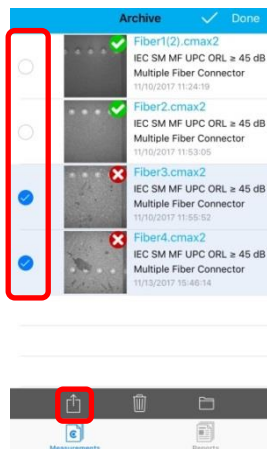 Archive
Done
Fiber1(2).cmax2
IEC SM MF UPC ORL ≥ 45 dB
Multiple Fiber Connector
11/10/2017 11:24:19
Fiber2.cmax2
IEC SM MF UPC ORL ≥ 45 dB
Multiple Fiber Connector
11/10/2017 11:53:05
Fiber3.cmax2
IEC SM MF UPC ORL ≥ 45 dB
Multiple Fiber Connector
11/10/2017 11:55:52
Fiber4.cmax2
IEC SM MF UPC ORL ≥ 45 dB
Multiple Fiber Connector
11/13/2017 15:46:14
Measurements
Reports